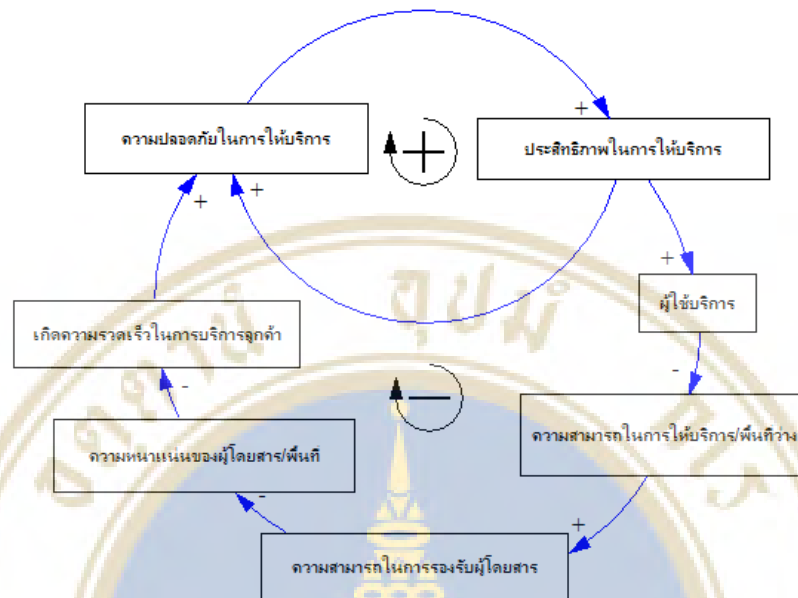 ความปลอดภัยในการให้บริการ
+
ประสิทธิภาพในการให้บริการ
+
+
+
+
ผู้ใช้บริการ
เกิดความรวดเร็วในการบริการลูกค้า
-
-
ความสามารถในการให้บริการ/พื้นที่ว่าง
ความหนาแน่นของผู้โดยสาร/พื้นที่
-
+
ความสามารถในการรองรับผู้โดยสาร
+
-
อุปมํ